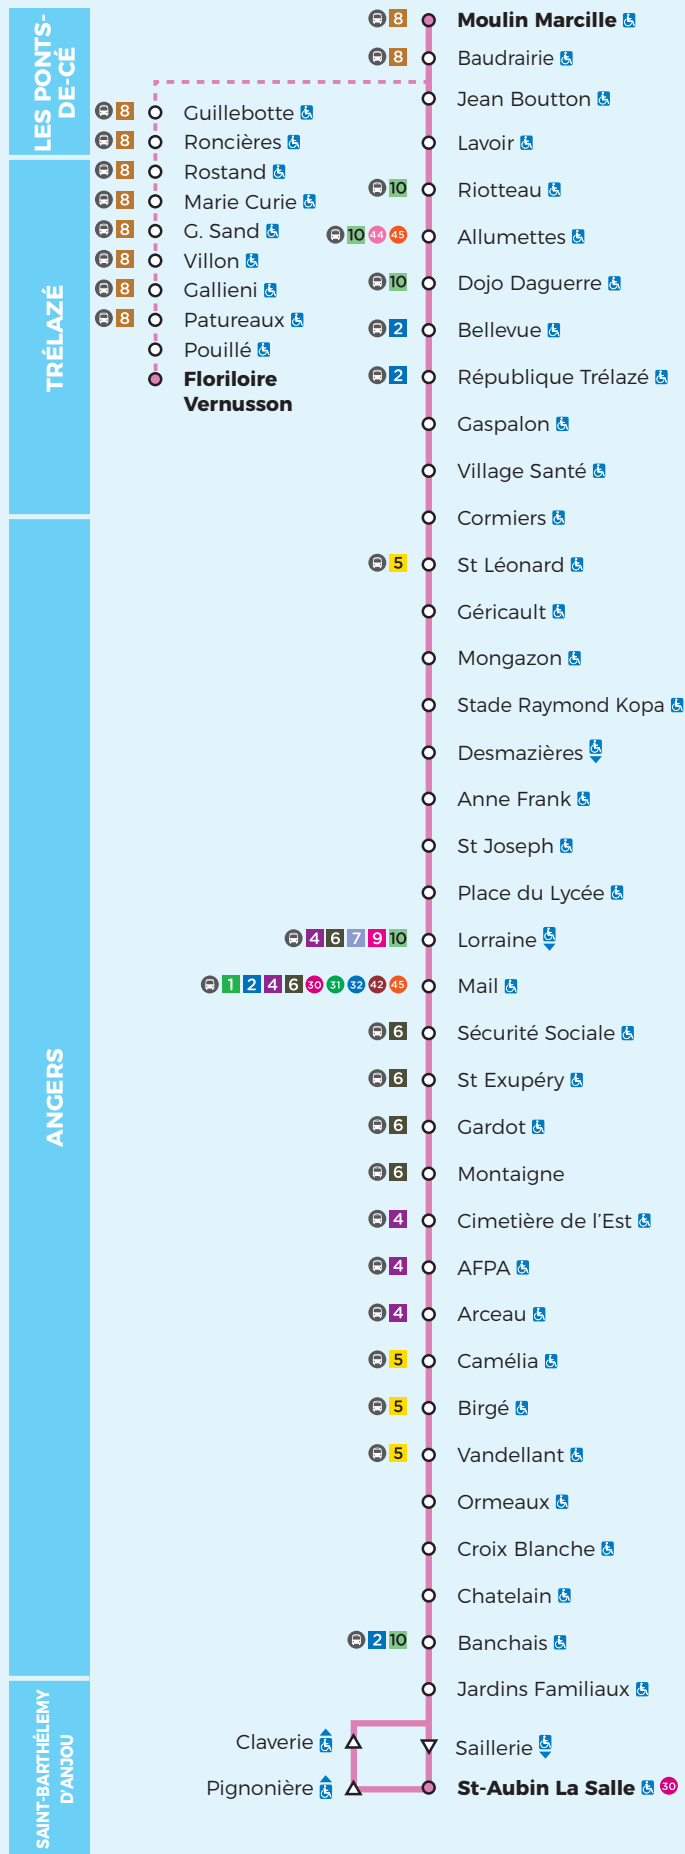 LES PONTS-
DE-CÉ
8 Moulin Marcille
8 Baudrairie
Jean Boutton
8 Guillebotte
8 Roncières
Lavoir
TRÉLAZÉ
8 Rostand
8 Marie Curie
8 G. Sand
8 Villon
8 Gallieni
8 Patureaux
Pouillé
Floriloire
Vernusson
10 Riotteau
10 44 45 Allumettes
10 Dojo Daguerre
2 Bellevue
2 République Trélazé
Gaspalon
Village Santé
ANGERS
Cormiers
5 St Léonard
Géricault
Mongazon
Stade Raymond Kopa
Desmazières
Anne Frank
St Joseph
Place du Lycée
4 6 7 9 10 Lorraine
1 2 4 6 30 31 32 42 45 Mail
6 Sécurité Sociale
6 St Exupéry
6 Gardot
6 Montaigne
4 Cimetière de l’Est
4 AFPA
4 Arceau
5 Camélia
5 Birgé
5 Vandellant
Ormeaux
Croix Blanche
Chatelain
2 10 Banchais
Jardins Familiaux
SAINT-BARTHÉLEMY
D’ANJOU
Claverie
Saillerie
Pignonière
St-Aubin La Salle 30